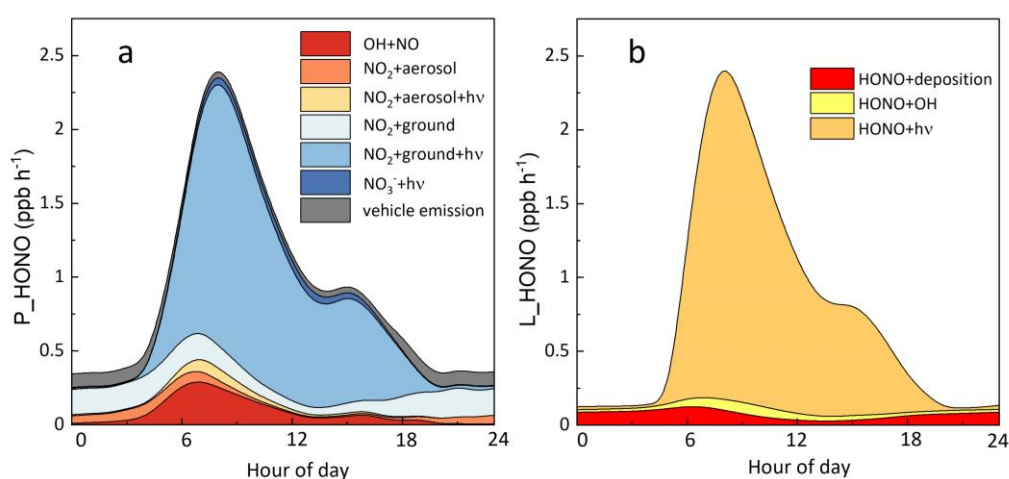 a
OH+NO
NO₂+aerosol
NO₂+aerosol+hν
NO₂+ground
NO₂+ground+hν
NO₃⁻+hν
vehicle emission
P_HONO (ppb h⁻¹)
2.5
2
1.5
1
0.5
0
0 6 12 18 24
Hour of day
b
HONO+deposition
HONO+OH
HONO+hν
L_HONO (ppb h⁻¹)
2.5
2
1.5
1
0.5
0
0 6 12 18 24
Hour of day